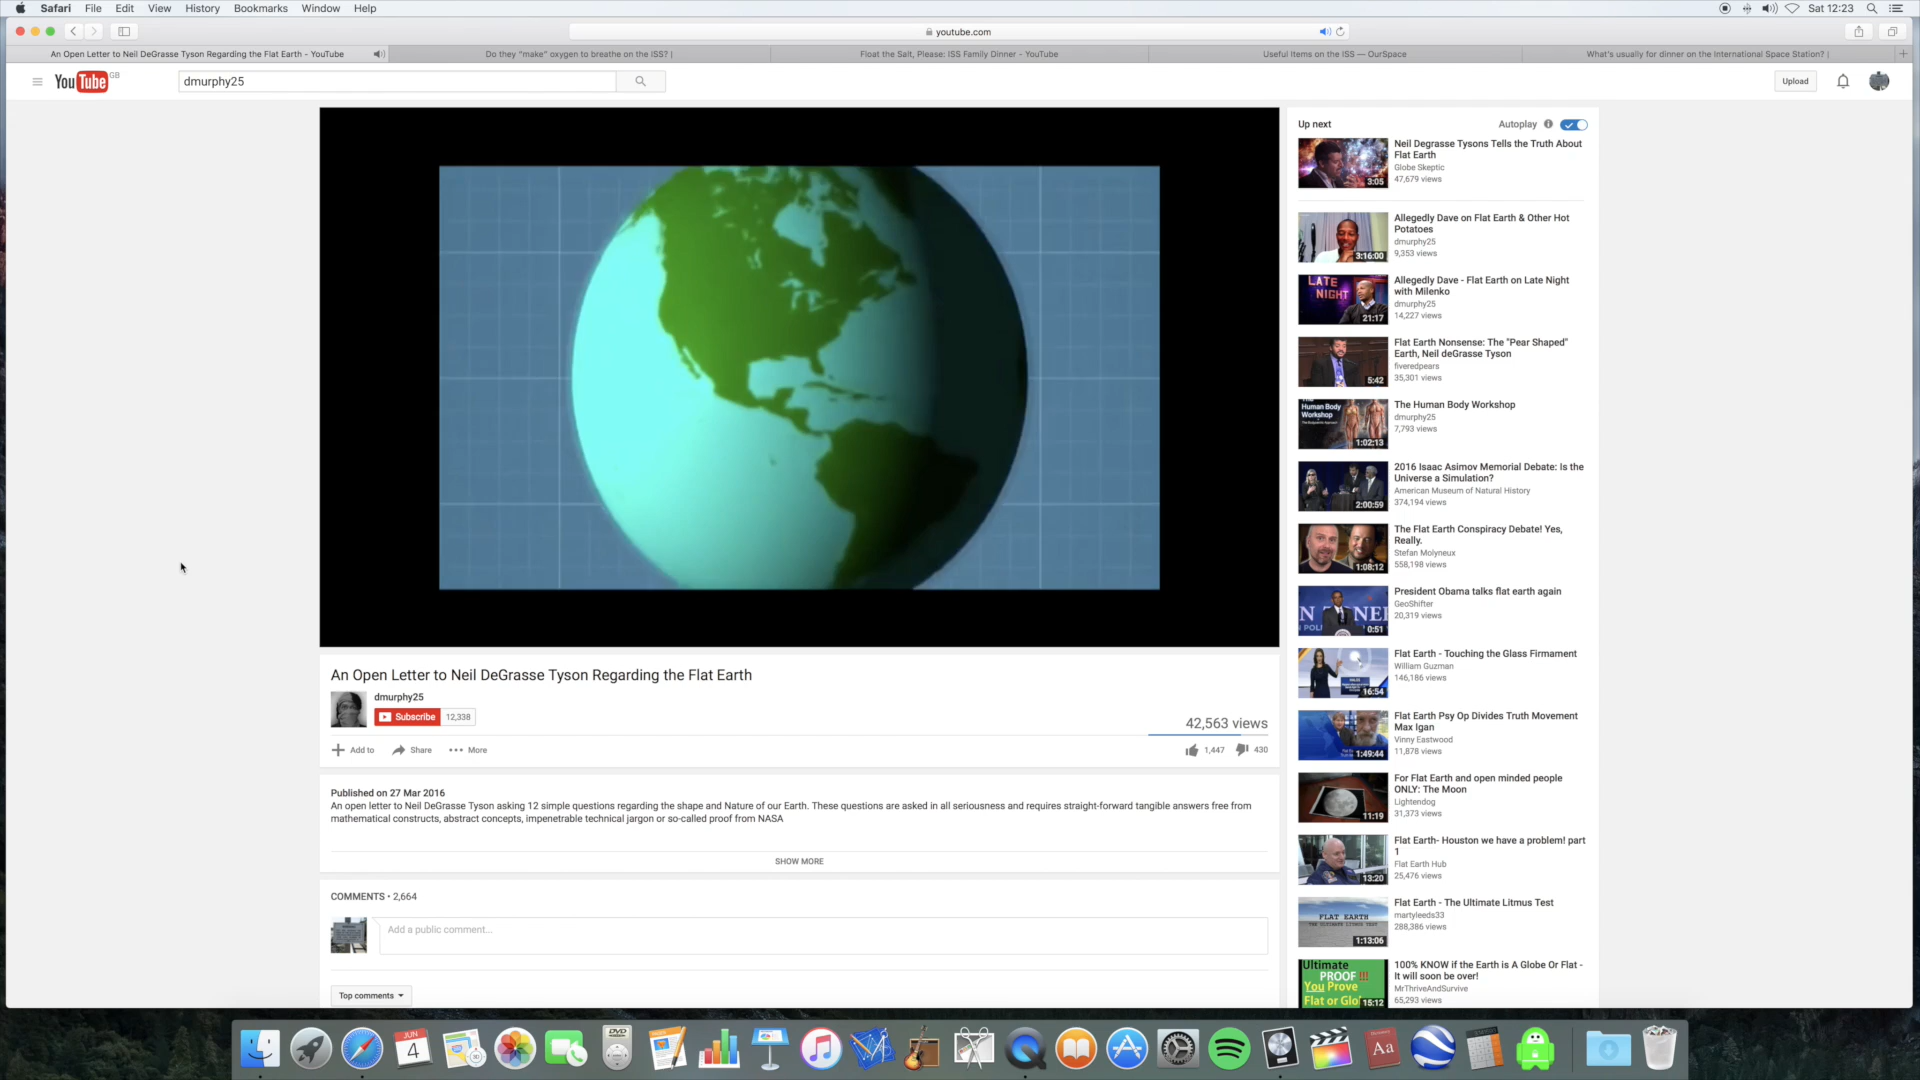 Safari File Edit View History Bookmarks Window Help
Sat 12:23
youtube.com
An Open Letter to Neil DeGrasse Tyson Regarding the Flat Earth - YouTube
Do they "make" oxygen to breathe on the ISS? |
Float the Salt, Please: ISS Family Dinner - YouTube
Useful Items on the ISS — OurSpace
What's usually for dinner on the International Space Station? |
YouTube GB
dmurphy25
Upload
An Open Letter to Neil DeGrasse Tyson Regarding the Flat Earth
dmurphy25
Subscribe 12,338
42,563 views
Add to Share More
1,447 430
Published on 27 Mar 2016
An open letter to Neil DeGrasse Tyson asking 12 simple questions regarding the shape and Nature of our Earth. These questions are asked in all seriousness and requires straight-forward tangible answers free from
mathematical constructs, abstract concepts, impenetrable technical jargon or so-called proof from NASA
SHOW MORE
COMMENTS • 2,664
Add a public comment...
Top comments
Up next
Autoplay
Neil Degrasse Tysons Tells the Truth About
Flat Earth
Globe Skeptic
47,679 views
3:05
Allegedly Dave on Flat Earth & Other Hot
Potatoes
dmurphy25
9,353 views
3:16:00
Allegedly Dave - Flat Earth on Late Night
with Milenko
dmurphy25
14,227 views
LATE
NIGHT
21:17
Flat Earth Nonsense: The "Pear Shaped"
Earth, Neil deGrasse Tyson
fiveredpears
35,301 views
5:42
The Human Body Workshop
dmurphy25
7,793 views
Human Body
Workshop
1:02:13
2016 Isaac Asimov Memorial Debate: Is the
Universe a Simulation?
American Museum of Natural History
374,194 views
2:00:59
The Flat Earth Conspiracy Debate! Yes,
Really.
Stefan Molyneux
558,198 views
1:08:12
President Obama talks flat earth again
GeoShifter
20,319 views
0:51
Flat Earth - Touching the Glass Firmament
William Guzman
146,186 views
16:54
Flat Earth Psy Op Divides Truth Movement
Max Igan
Vinny Eastwood
11,878 views
1:49:44
For Flat Earth and open minded people
ONLY: The Moon
Lightendog
31,373 views
11:19
Flat Earth- Houston we have a problem! part
1
Flat Earth Hub
25,476 views
13:20
Flat Earth - The Ultimate Litmus Test
martyleeds33
288,386 views
FLAT EARTH
THE ULTIMATE LITMUS TEST
1:13:06
100% KNOW if the Earth is A Globe Or Flat -
It will soon be over!
MrThriveAndSurvive
65,293 views
Ultimate
PROOF !!!
You Prove
Flat or Glo
15:12
JUN
4
DVD
Aa